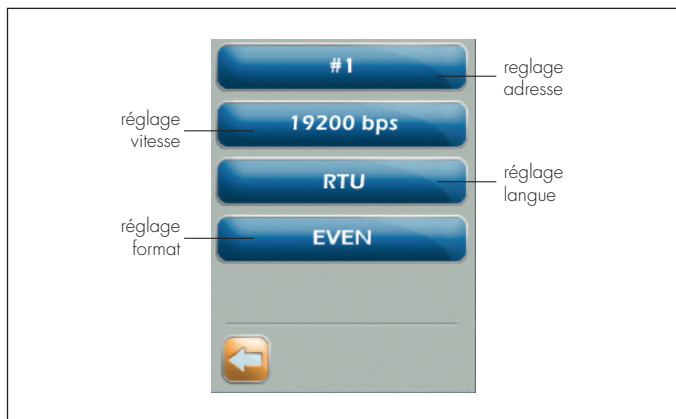 #1
reglage
adresse
réglage
vitesse
19200 bps
RTU
réglage
langue
réglage
format
EVEN